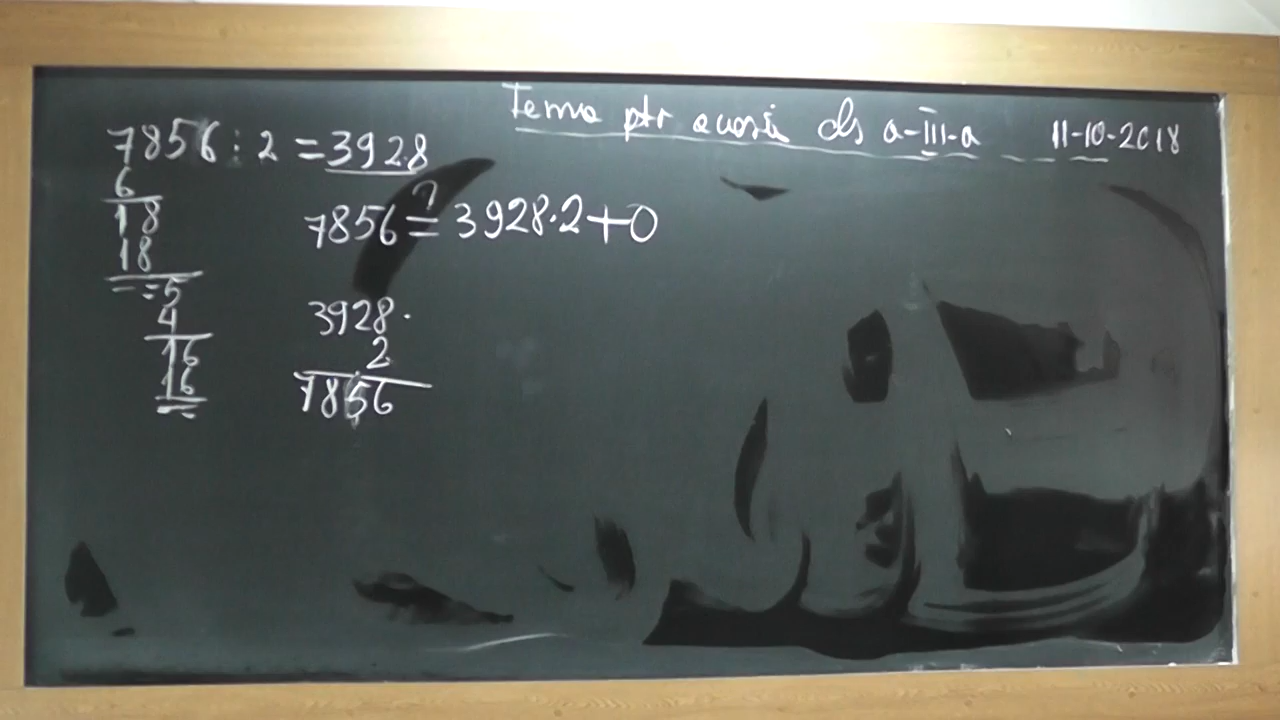 Tema ptr acasă cls a-III-a 11-10-2018
7856 : 2 = 3928
6
18
18
= = 5
4
16
16
=
?
7856 = 3928 · 2 + 0
3928 ·
2
7856